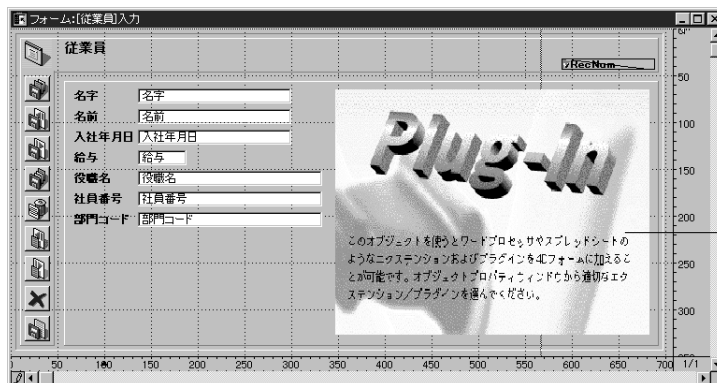 フォーム:[従業員]入力
従業員
vRecNum
名字 名字
名前 名前
入社年月日 入社年月日
給与 給与
役職名 役職名
社員番号 社員番号
部門コード 部門コード
Plug-In
このオブジェクトを使うとワードプロセッサやスプレッドシートの
ようなエクステンションおよびプラグインを4Dフォームに加えるこ
とが可能です。オブジェクトプロパティウィンドウから適切なエク
ステンション/プラグインを選んでください。
50
100
150
200
250
300
0 50 100 150 200 250 300 350 400 450 500 550 600 650 700 1/1